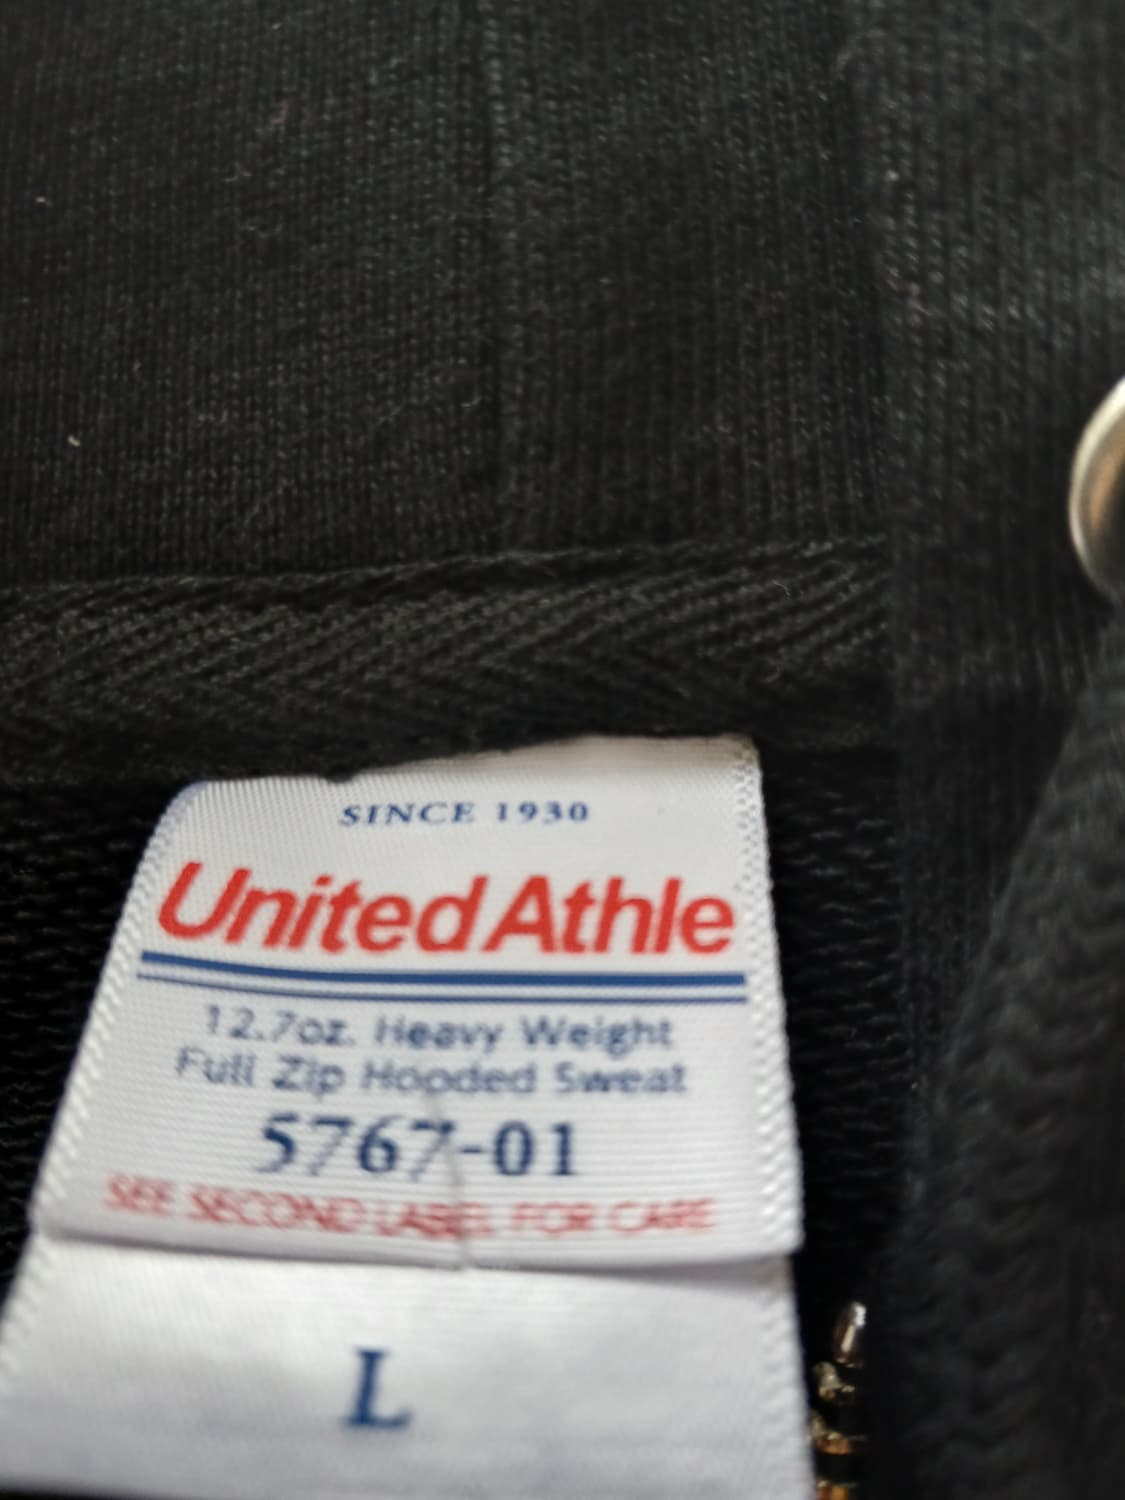 SINCE 1930
United Athle
12.7oz. Heavy Weight
Full Zip Hooded Sweat
5767-01
SEE SECOND LABEL FOR CARE
L